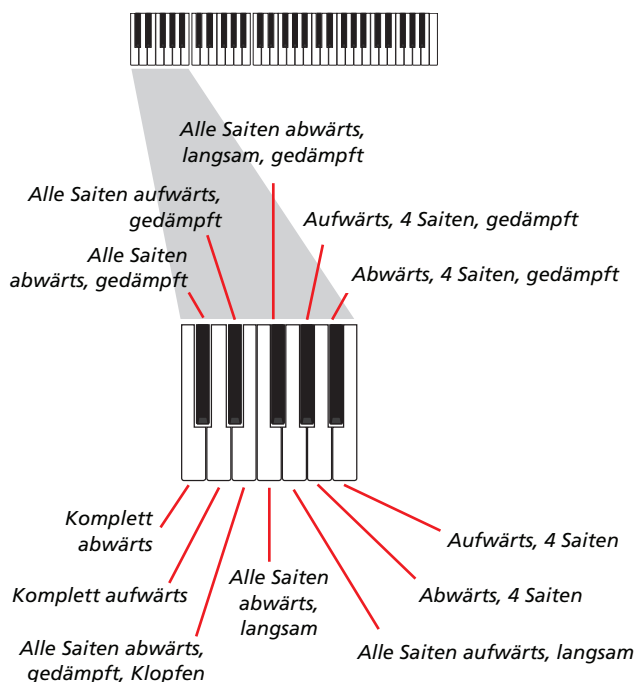 Alle Saiten abwärts,
langsam, gedämpft
Alle Saiten aufwärts,
gedämpft
Aufwärts, 4 Saiten, gedämpft
Alle Saiten
abwärts, gedämpft
Abwärts, 4 Saiten, gedämpft
Komplett
abwärts
Aufwärts, 4 Saiten
Komplett aufwärts
Alle Saiten
abwärts,
langsam
Abwärts, 4 Saiten
Alle Saiten abwärts,
gedämpft, Klopfen
Alle Saiten aufwärts, langsam